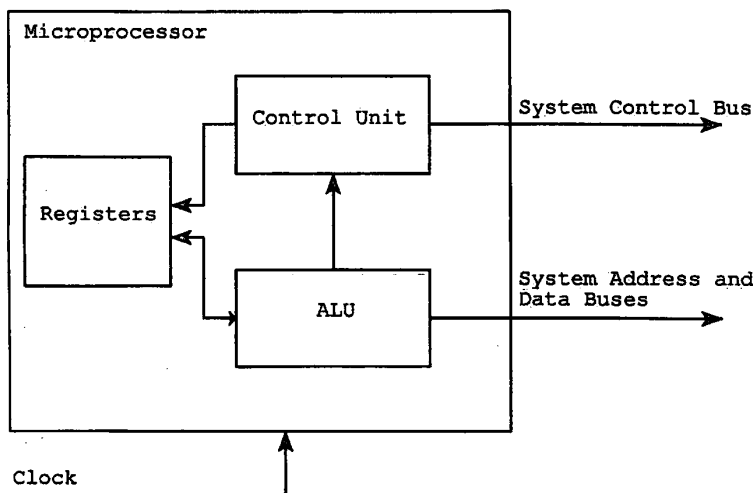 Microprocessor
Control Unit
System Control Bus
Registers
ALU
System Address and
Data Buses
Clock